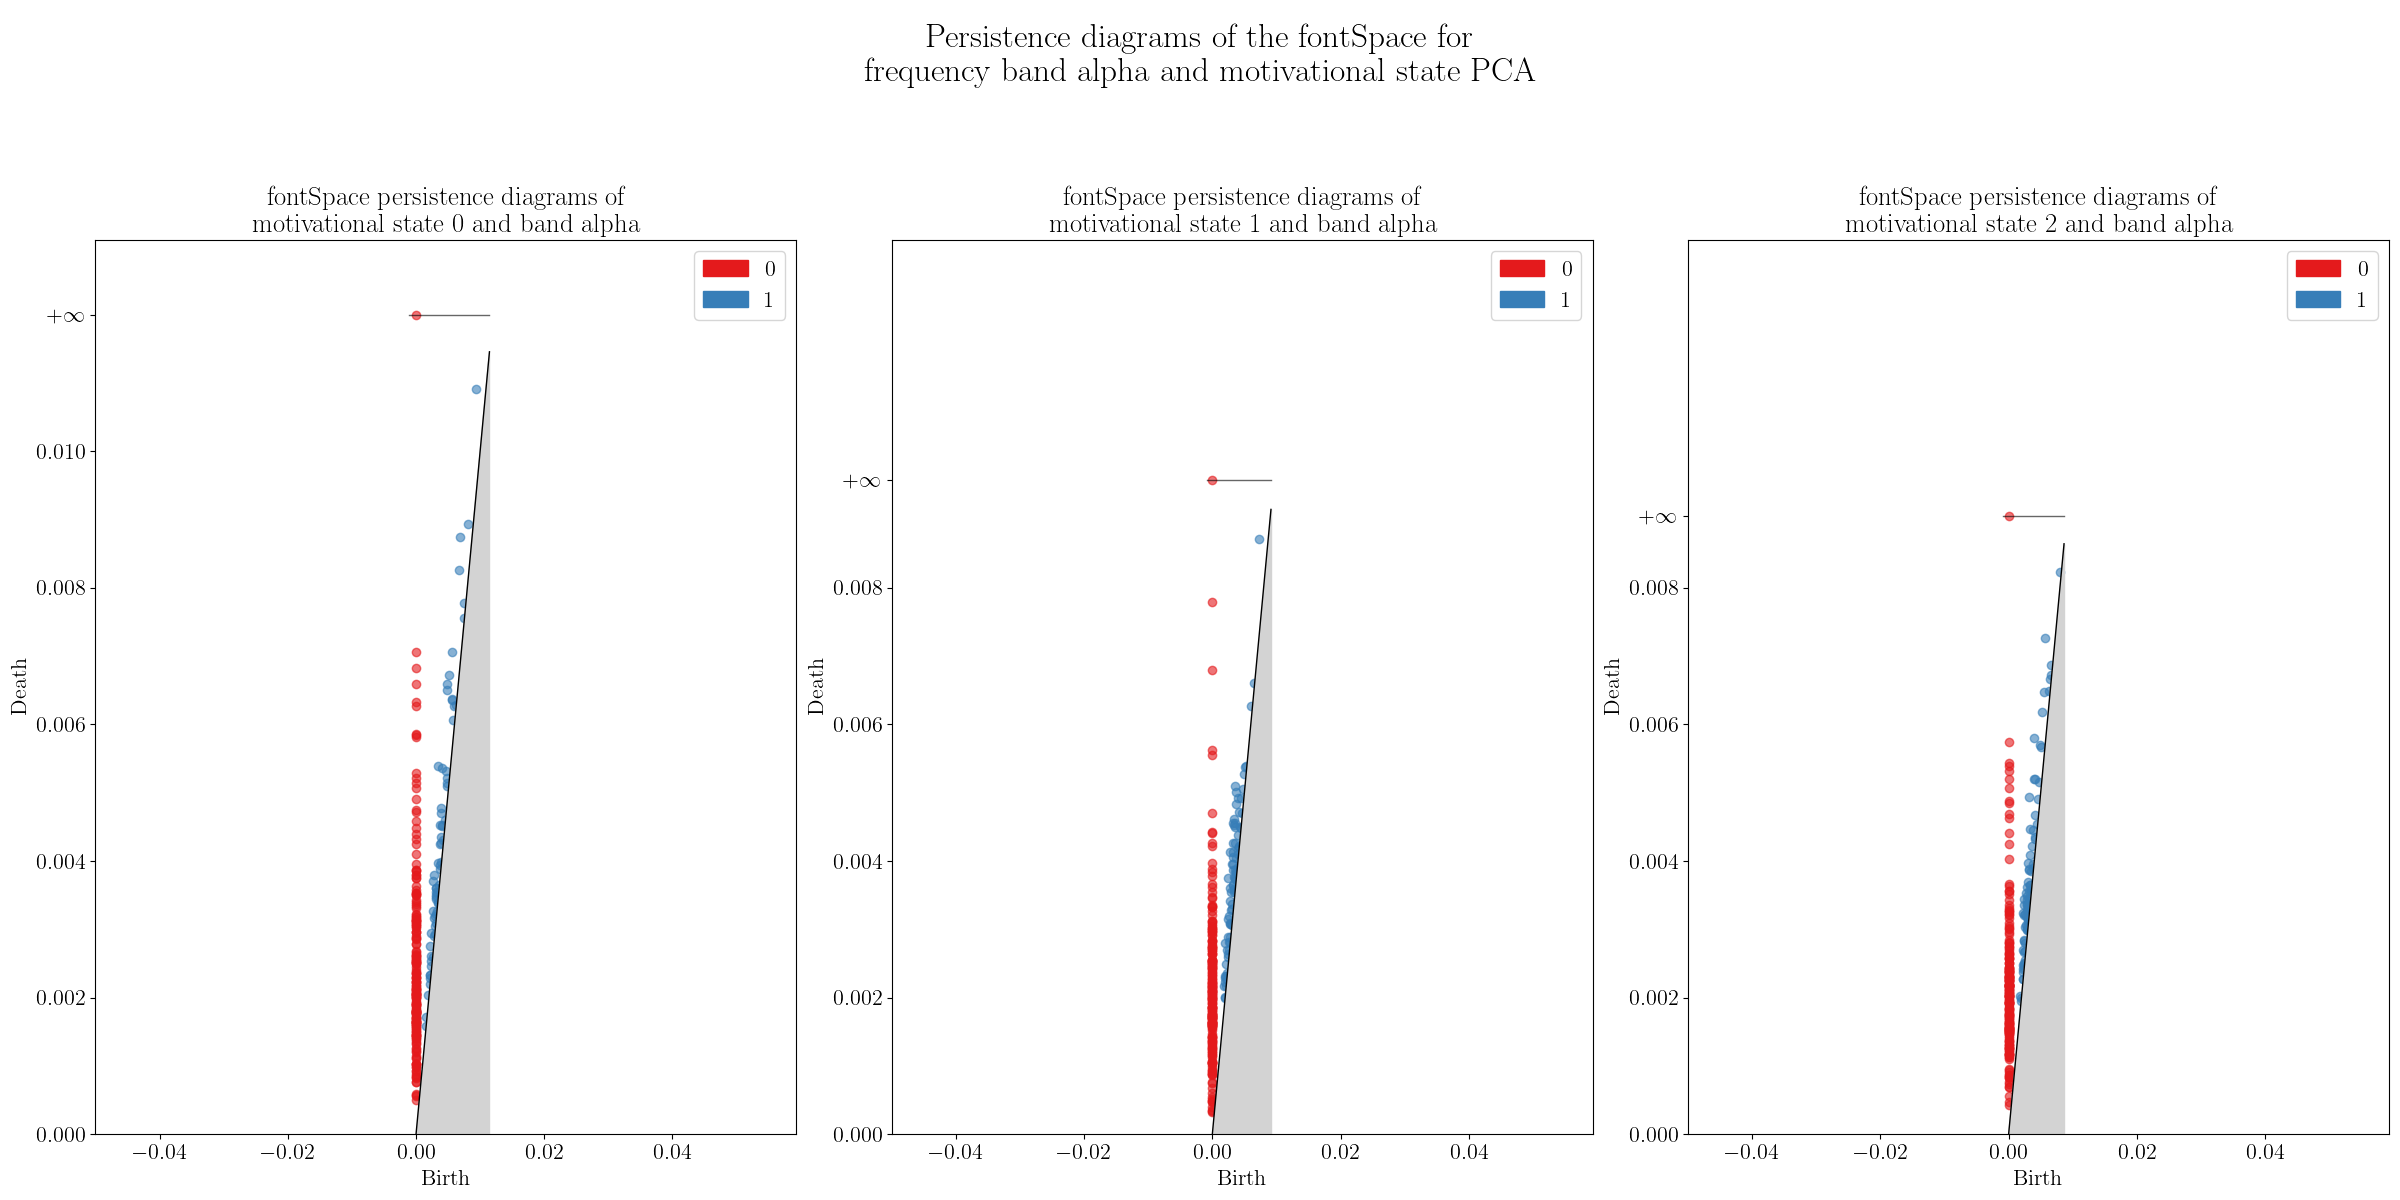 Persistence diagrams of the fontSpace for
frequency band alpha and motivational state PCA
fontSpace persistence diagrams of
motivational state 0 and band alpha
0
1
+∞
0.010
0.008
0.006
0.004
0.002
0.000
Death
−0.04
−0.02
0.00
0.02
0.04
Birth
fontSpace persistence diagrams of
motivational state 1 and band alpha
0
1
+∞
0.008
0.006
0.004
0.002
0.000
Death
−0.04
−0.02
0.00
0.02
0.04
Birth
fontSpace persistence diagrams of
motivational state 2 and band alpha
0
1
+∞
0.008
0.006
0.004
0.002
0.000
Death
−0.04
−0.02
0.00
0.02
0.04
Birth